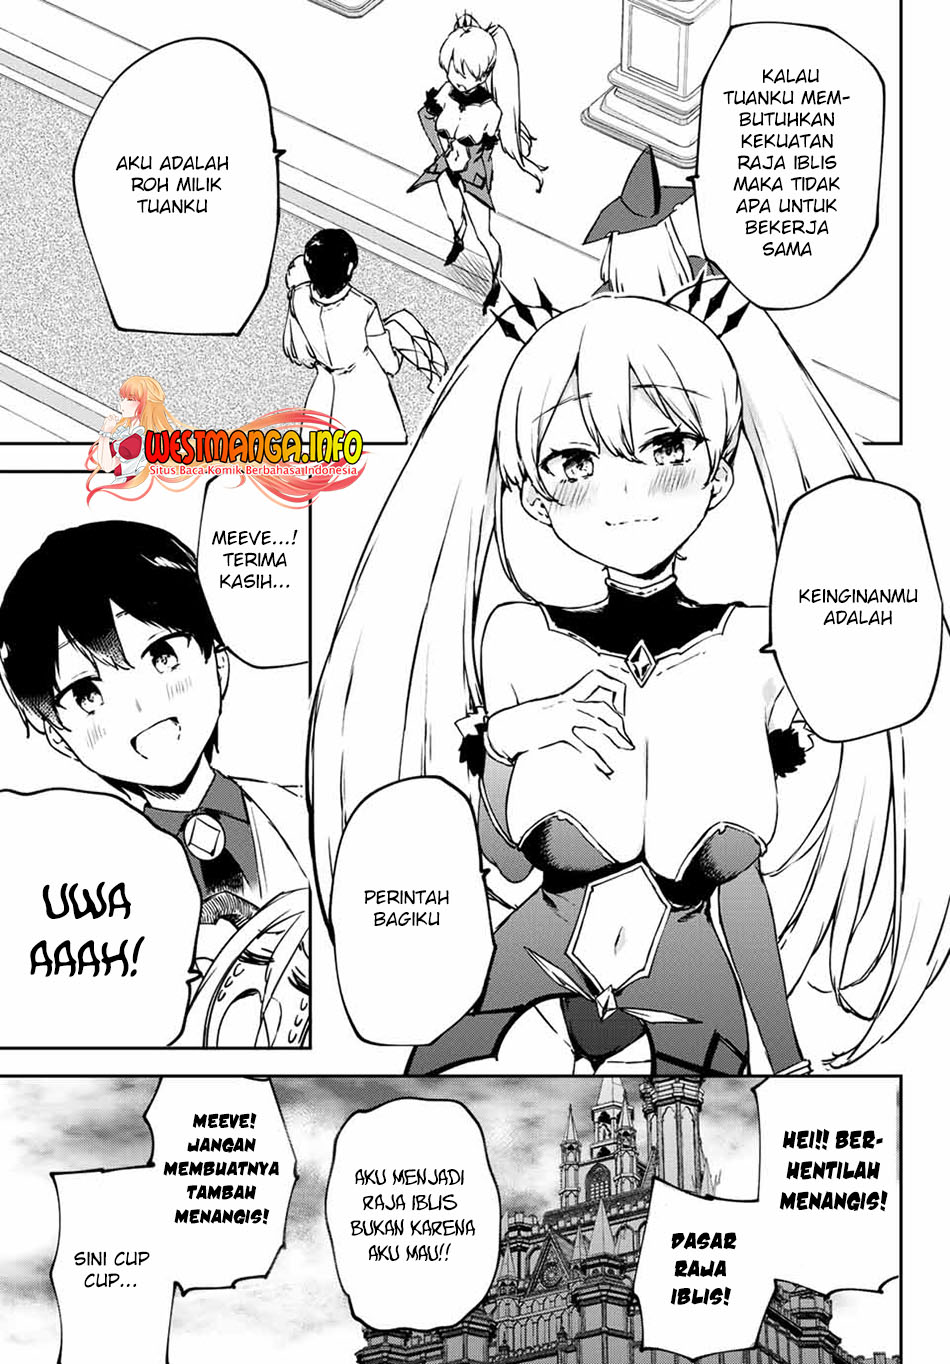 KALAU
TUANKU MEM-
BUTUHKAN
KEKUATAN
RAJA IBLIS
MAKA TIDAK
APA UNTUK
BEKERJA
SAMA
AKU ADALAH
ROH MILIK
TUANKU
WESTMANGA.INFO
Situs Baca Komik Berbahasa Indonesia
KEINGINANMU
ADALAH
PERINTAH
BAGIKU
MEEVE...!
TERIMA
KASIH...
UWA
AAAH!
HEI!! BER-
HENTILAH
MENANGIS!
DASAR
RAJA
IBLIS!
AKU MENJADI
RAJA IBLIS
BUKAN KARENA
AKU MAU!!
MEEVE!
JANGAN
MEMBUATNYA
TAMBAH
MENANGIS!
SINI CUP
CUP...